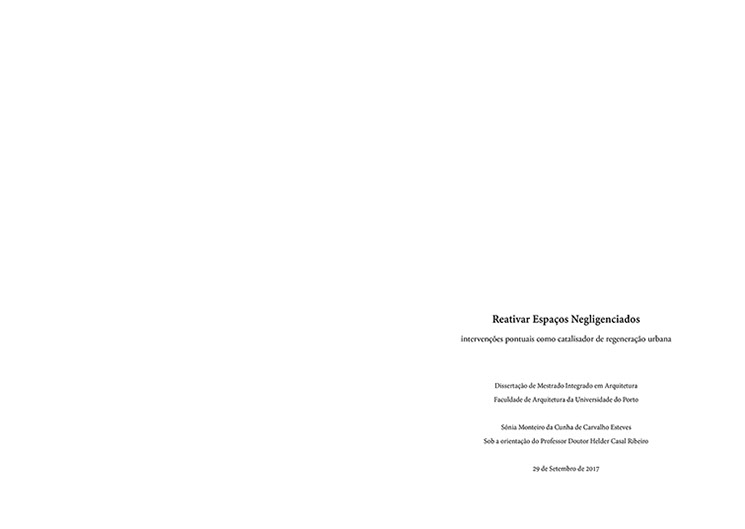 Reativar Espaços Negligenciados
intervenções pontuais como catalisador de regeneração urbana
Dissertação de Mestrado Integrado em Arquitetura
Faculdade de Arquitetura da Universidade do Porto
Sónia Monteiro da Cunha de Carvalho Esteves
Sob a orientação do Professor Doutor Helder Casal Ribeiro
29 de Setembro de 2017